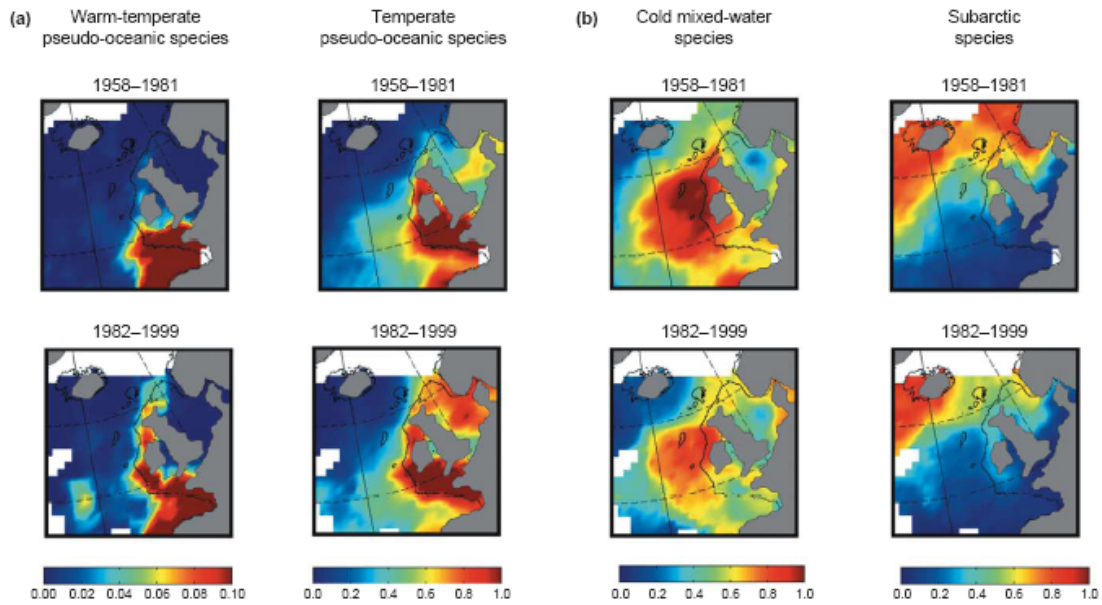 (a)
Warm-temperate
pseudo-oceanic species
Temperate
pseudo-oceanic species
(b)
Cold mixed-water
species
Subarctic
species
1958–1981
1958–1981
1958–1981
1958–1981
1982–1999
1982–1999
1982–1999
1982–1999
0.00 0.02 0.04 0.06 0.08 0.10
0.0 0.2 0.4 0.6 0.8 1.0
0.0 0.2 0.4 0.6 0.8 1.0
0.0 0.2 0.4 0.6 0.8 1.0